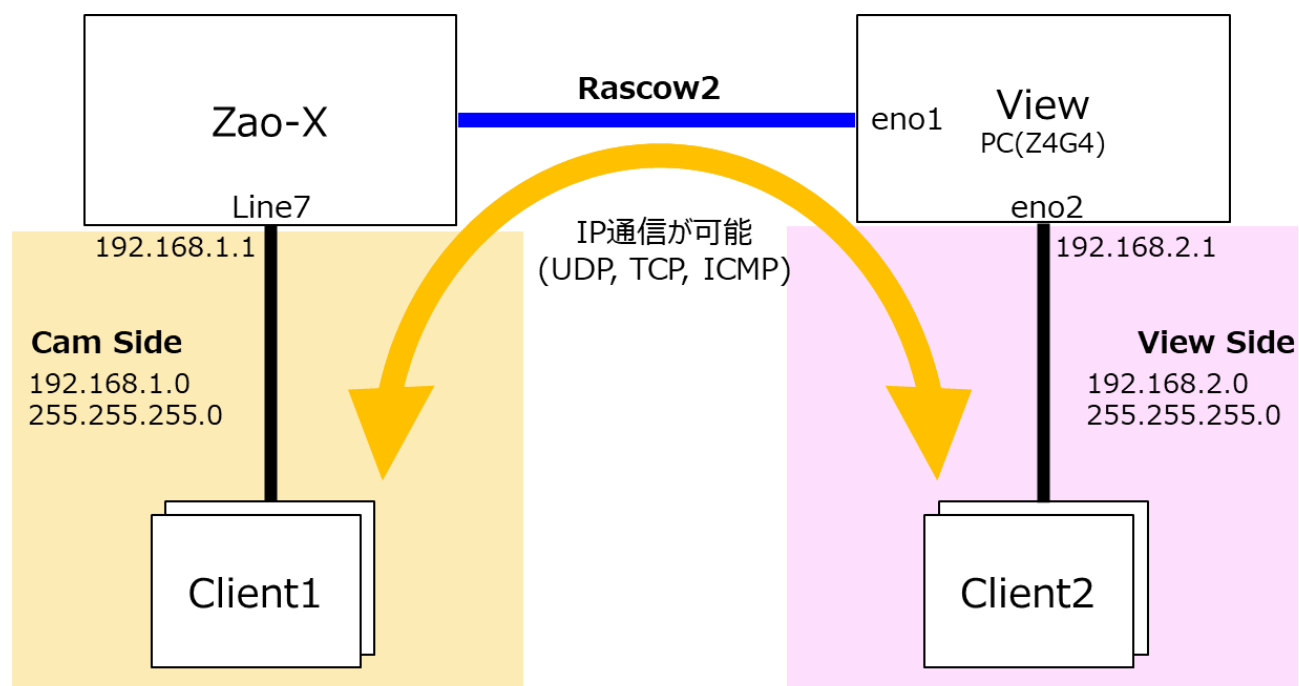 Zao-X
Line7
192.168.1.1
Rascow2
eno1
View
PC(Z4G4)
eno2
192.168.2.1
IP通信が可能
(UDP, TCP, ICMP)
Cam Side
192.168.1.0
255.255.255.0
View Side
192.168.2.0
255.255.255.0
Client1
Client2